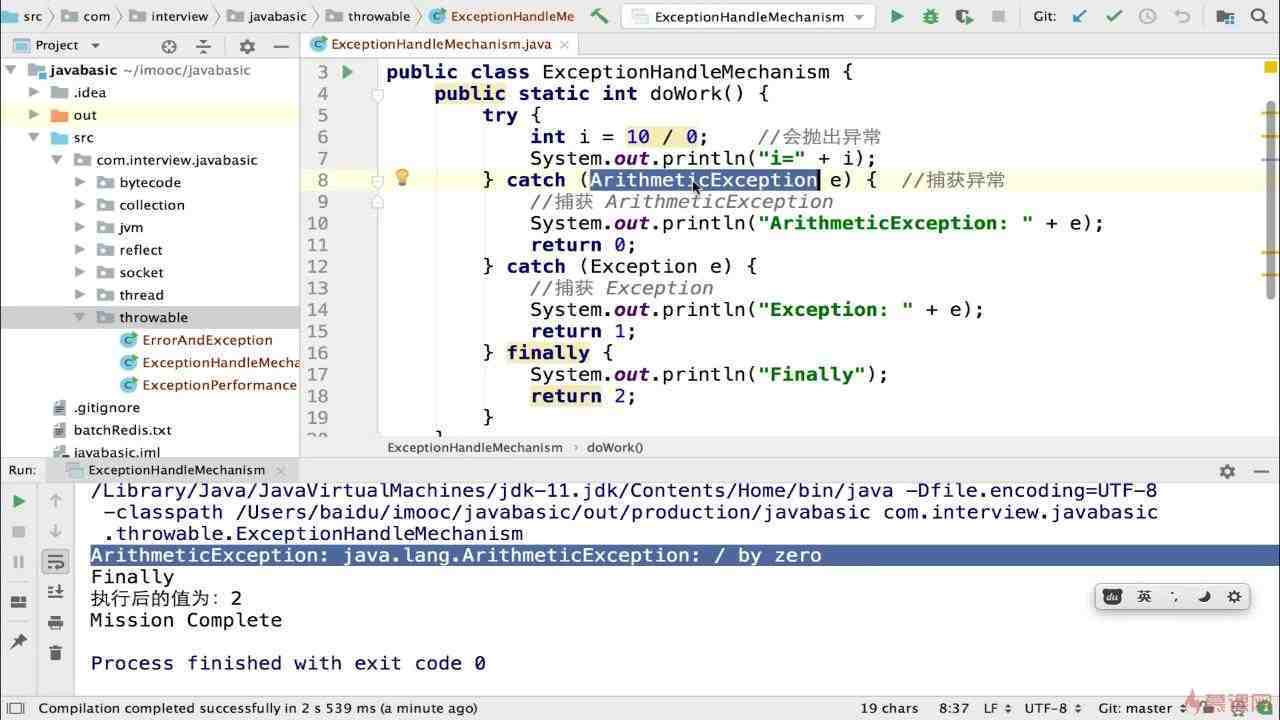 src com interview javabasic throwable ExceptionHandleMe ExceptionHandleMechanism Git:
Project
ExceptionHandleMechanism.java
javabasic ~/imooc/javabasic
.idea
out
src
com.interview.javabasic
bytecode
collection
jvm
reflect
socket
thread
throwable
ErrorAndException
ExceptionHandleMecha
ExceptionPerformance
.gitignore
batchRedis.txt
javabasic.iml
3 public class ExceptionHandleMechanism {
4 public static int doWork() {
5 try {
6 int i = 10 / 0; //会抛出异常
7 System.out.println("i=" + i);
8 } catch (ArithmeticException e) { //捕获异常
9 //捕获 ArithmeticException
10 System.out.println("ArithmeticException: " + e);
11 return 0;
12 } catch (Exception e) {
13 //捕获 Exception
14 System.out.println("Exception: " + e);
15 return 1;
16 } finally {
17 System.out.println("Finally");
18 return 2;
19 }
ExceptionHandleMechanism › doWork()
Run: ExceptionHandleMechanism
/Library/Java/JavaVirtualMachines/jdk-11.jdk/Contents/Home/bin/java -Dfile.encoding=UTF-8
-classpath /Users/baidu/imooc/javabasic/out/production/javabasic com.interview.javabasic
.throwable.ExceptionHandleMechanism
ArithmeticException: java.lang.ArithmeticException: / by zero
Finally
执行后的值为：2
Mission Complete
du 英
Process finished with exit code 0
Compilation completed successfully in 2 s 539 ms (a minute ago) 19 chars 8:37 LF UTF-8 Git: master
慕课网